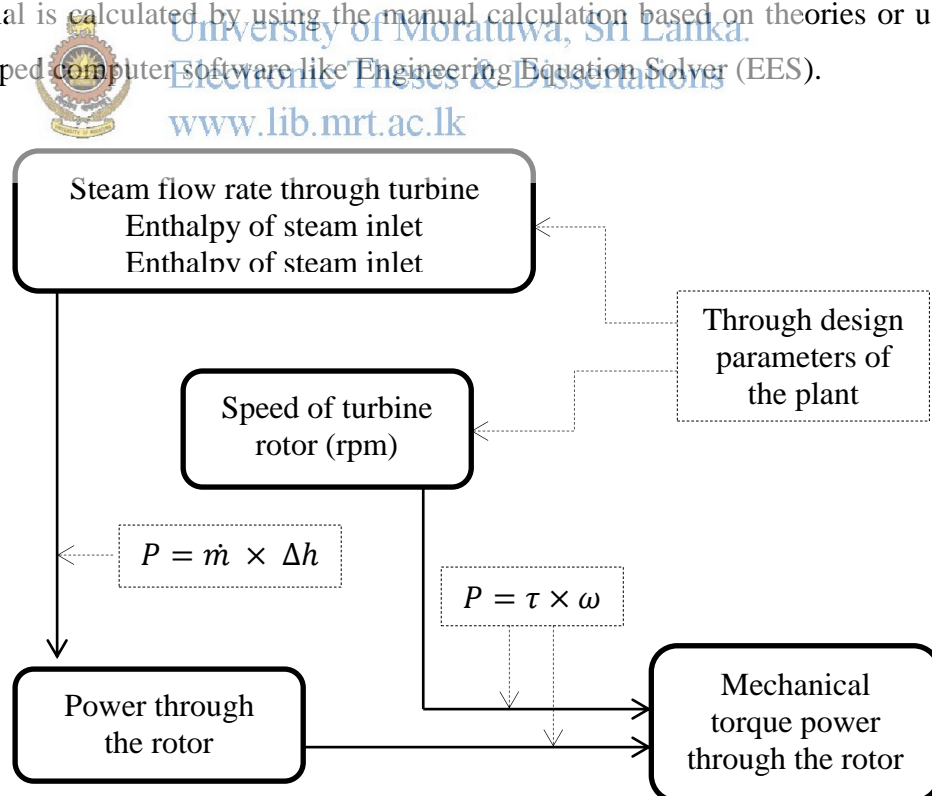 al is calculated by using the manual calculation based on theories or u
University of Moratuwa, Sri Lanka.
ped computer software like Engineering Equation Solver (EES).
Electronic Theses & Dissertations
www.lib.mrt.ac.lk
Steam flow rate through turbine
Enthalpy of steam inlet
Enthalpy of steam inlet
Through design
parameters of
the plant
Speed of turbine
rotor (rpm)
P = ṁ × Δh
P = τ × ω
Power through
the rotor
Mechanical
torque power
through the rotor